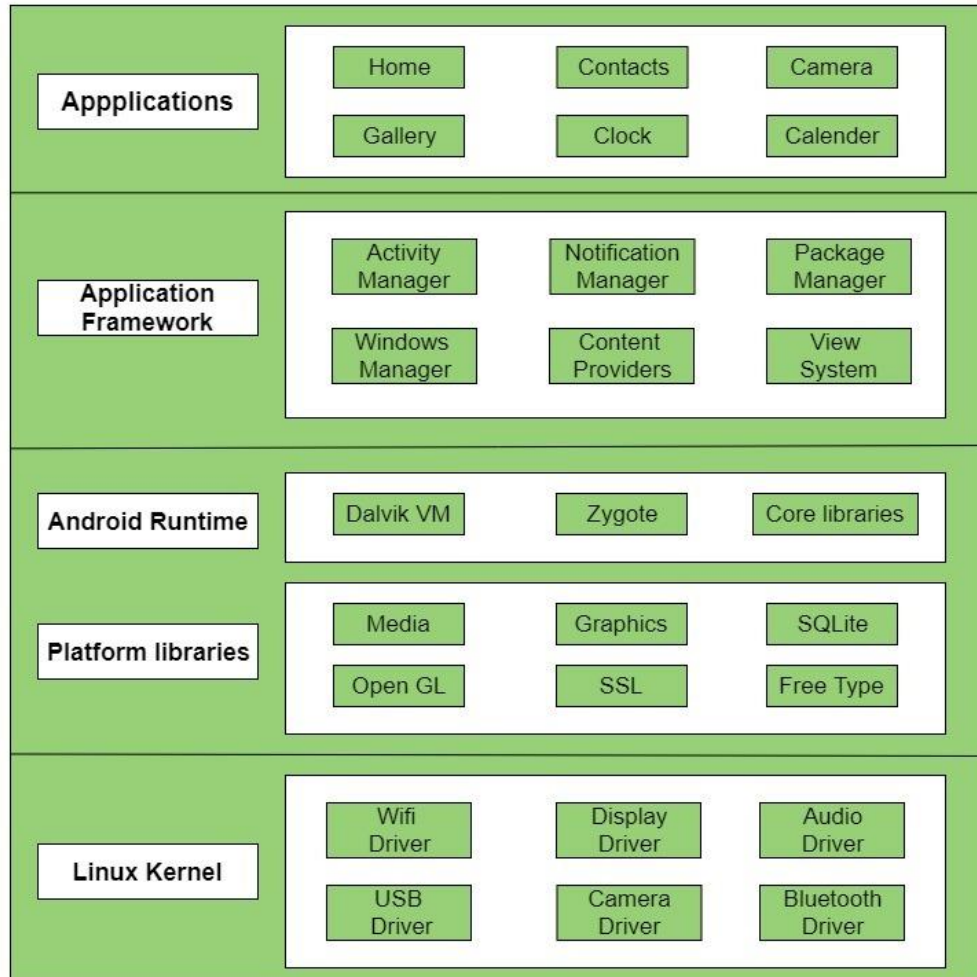 Appplications
Home
Contacts
Camera
Gallery
Clock
Calender
Application
Framework
Activity
Manager
Notification
Manager
Package
Manager
Windows
Manager
Content
Providers
View
System
Android Runtime
Dalvik VM
Zygote
Core libraries
Platform libraries
Media
Graphics
SQLite
Open GL
SSL
Free Type
Linux Kernel
Wifi
Driver
Display
Driver
Audio
Driver
USB
Driver
Camera
Driver
Bluetooth
Driver